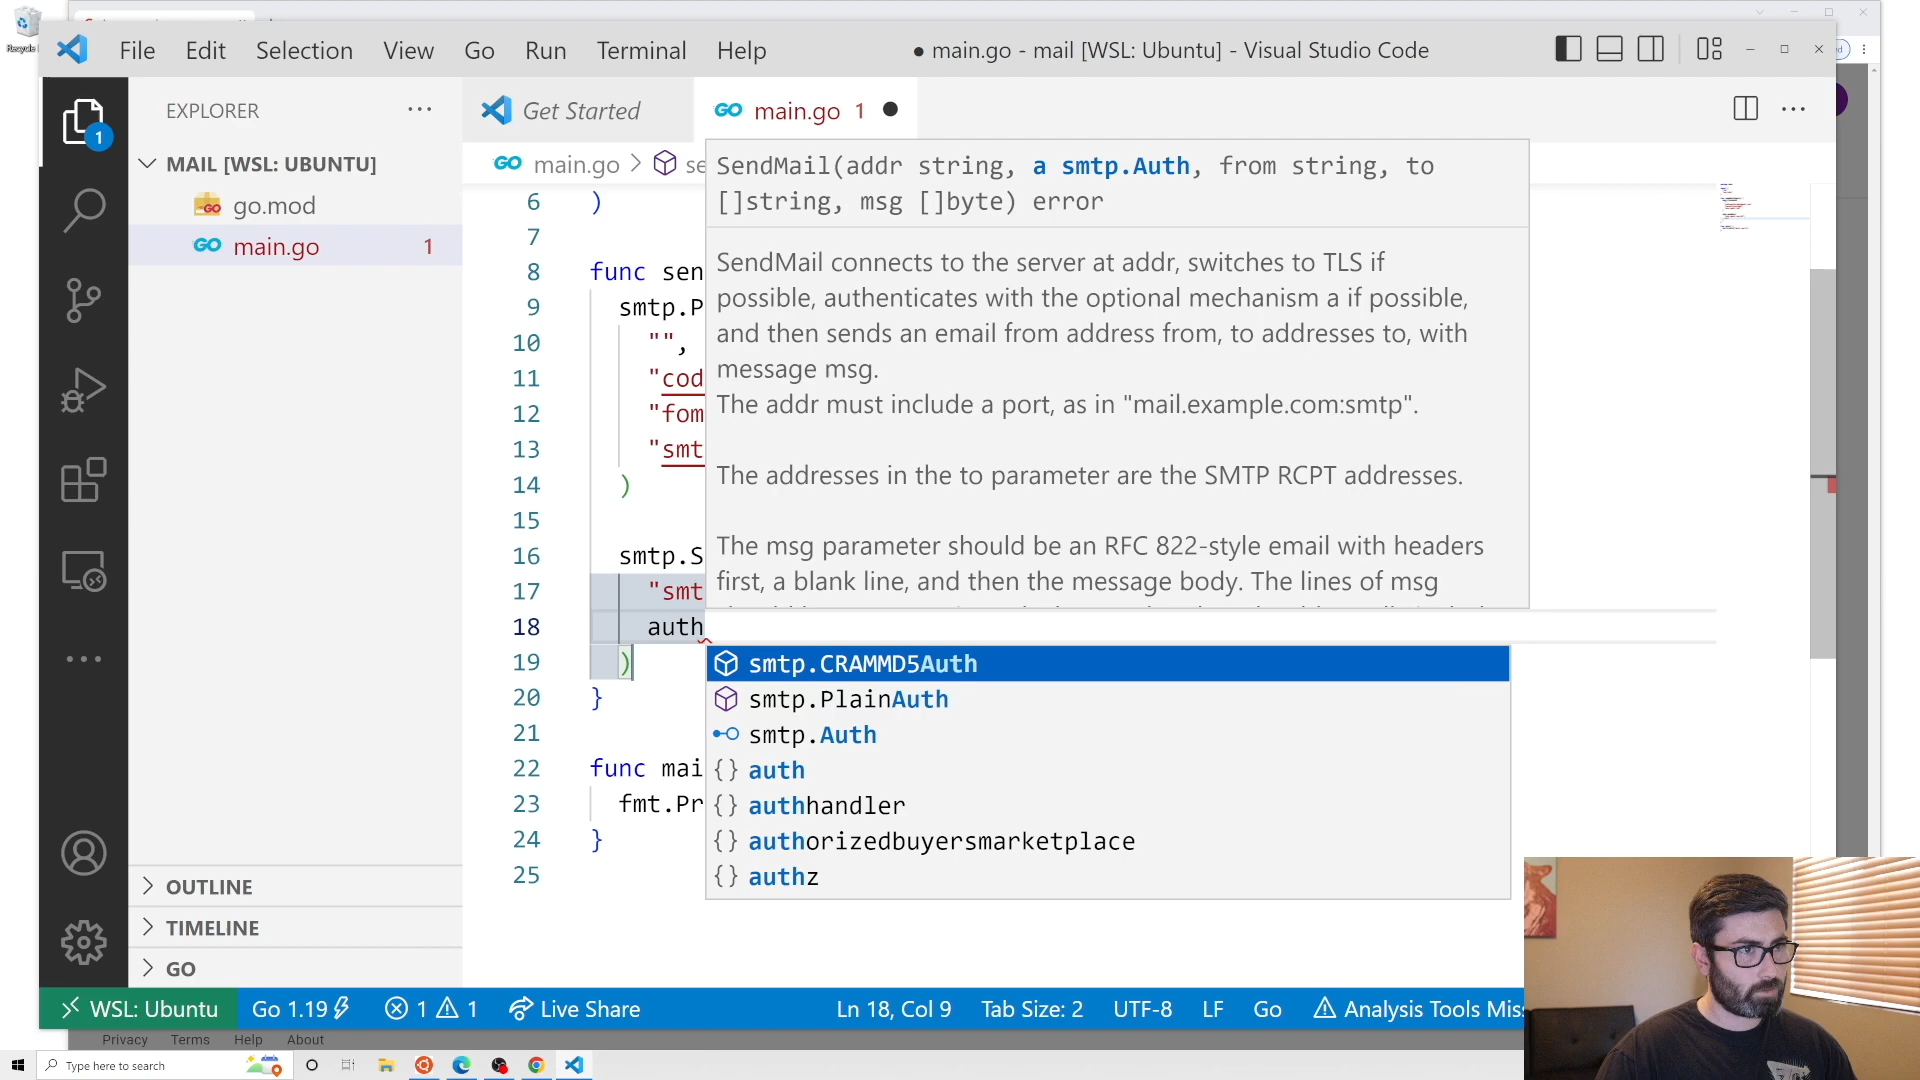 File Edit Selection View Go Run Terminal Help
● main.go - mail [WSL: Ubuntu] - Visual Studio Code
EXPLORER
Get Started
main.go 1
1
MAIL [WSL: UBUNTU]
go.mod
main.go 1
main.go
SendMail(addr string, a smtp.Auth, from string, to
[]string, msg []byte) error
SendMail connects to the server at addr, switches to TLS if
possible, authenticates with the optional mechanism a if possible,
and then sends an email from address from, to addresses to, with
message msg.
The addr must include a port, as in "mail.example.com:smtp".
The addresses in the to parameter are the SMTP RCPT addresses.
The msg parameter should be an RFC 822-style email with headers
first, a blank line, and then the message body. The lines of msg
6 )
7
8 func sen
9 smtp.P
10 "",
11 "cod
12 "fom
13 "smt
14 )
15
16 smtp.S
17 "smt
18 auth
19 )
20 }
21
22 func mai
23 fmt.Pr
24 }
25
smtp.CRAMMD5Auth
smtp.PlainAuth
smtp.Auth
{} auth
{} authhandler
{} authorizedbuyersmarketplace
{} authz
OUTLINE
TIMELINE
GO
WSL: Ubuntu
Go 1.19
1
1
Live Share
Ln 18, Col 9
Tab Size: 2
UTF-8
LF
Go
Analysis Tools Miss
Privacy Terms Help About
Type here to search